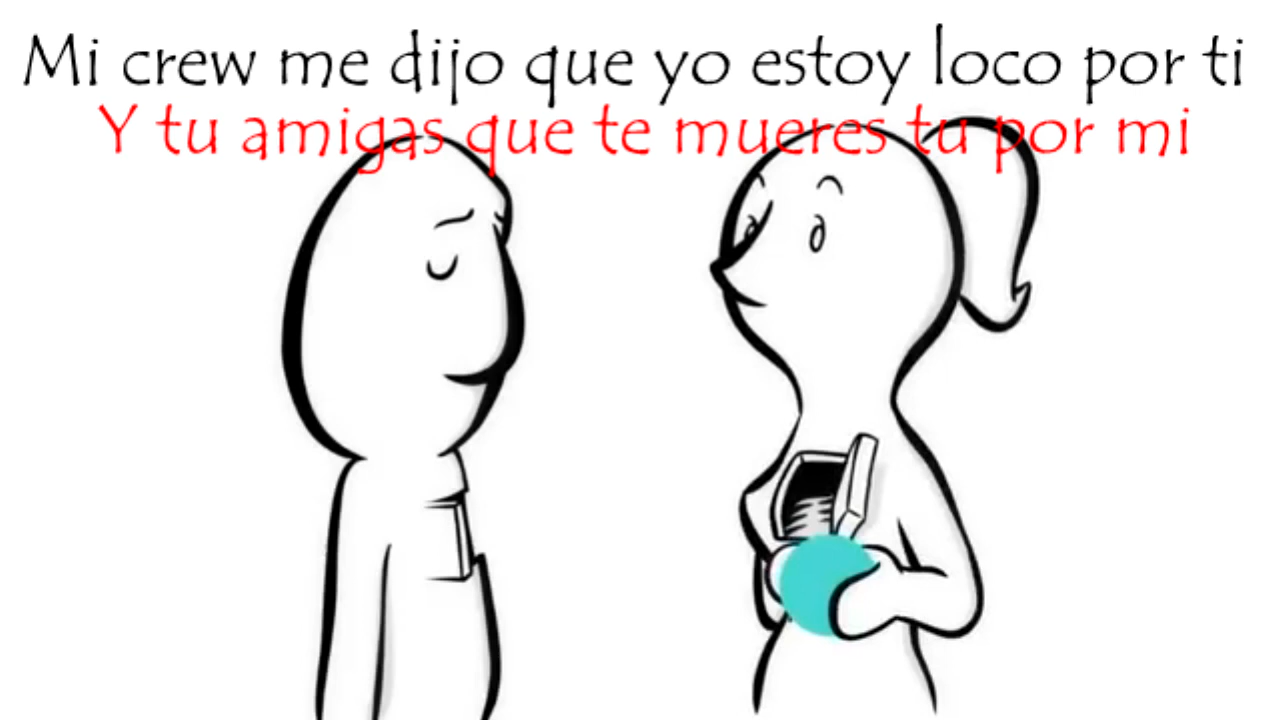 Mi crew me dijo que yo estoy loco por ti
Y tu amigas que te mueres tu por mi